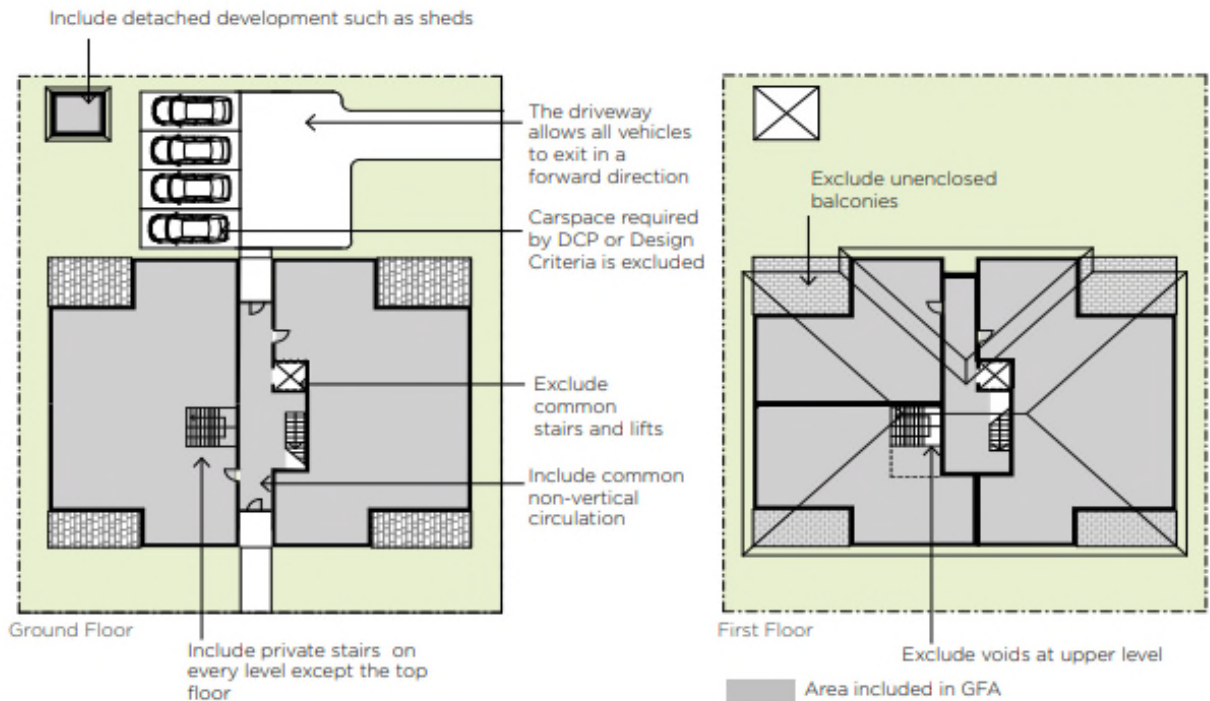 Include detached development such as sheds
The driveway
allows all vehicles
to exit in a
forward direction
Carspace required
by DCP or Design
Criteria is excluded
Exclude
common
stairs and lifts
Include common
non-vertical
circulation
Ground Floor
Include private stairs on
every level except the top
floor
Exclude unenclosed
balconies
First Floor
Exclude voids at upper level
Area included in GFA